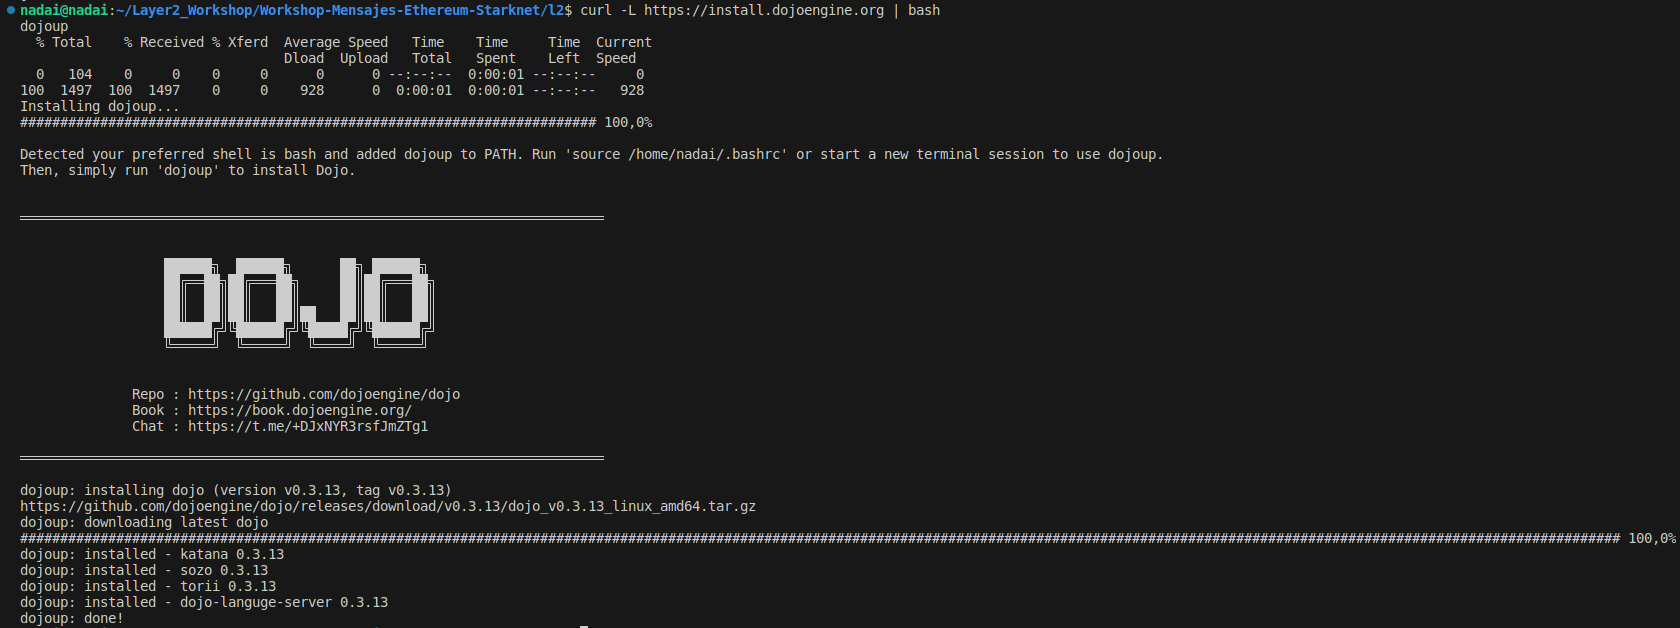 nadai@nadai:~/Layer2_Workshop/Workshop-Mensajes-Ethereum-Starknet/l2$ curl -L https://install.dojoengine.org | bash
dojoup
  % Total    % Received % Xferd  Average Speed   Time    Time     Time  Current
                                 Dload  Upload   Total   Spent    Left  Speed
  0   104    0     0    0     0      0      0 --:--:--  0:00:01 --:--:--     0
100  1497  100  1497    0     0    928      0  0:00:01  0:00:01 --:--:--   928
Installing dojoup...
######################################################################## 100,0%
Detected your preferred shell is bash and added dojoup to PATH. Run 'source /home/nadai/.bashrc' or start a new terminal session to use dojoup.
Then, simply run 'dojoup' to install Dojo.
DOJO
Repo : https://github.com/dojoengine/dojo
Book : https://book.dojoengine.org/
Chat : https://t.me/+DJxNYR3rsfJmZTg1
dojoup: installing dojo (version v0.3.13, tag v0.3.13)
https://github.com/dojoengine/dojo/releases/download/v0.3.13/dojo_v0.3.13_linux_amd64.tar.gz
dojoup: downloading latest dojo
######################################################################################################################################################################################################## 100,0%
dojoup: installed - katana 0.3.13
dojoup: installed - sozo 0.3.13
dojoup: installed - torii 0.3.13
dojoup: installed - dojo-languge-server 0.3.13
dojoup: done!